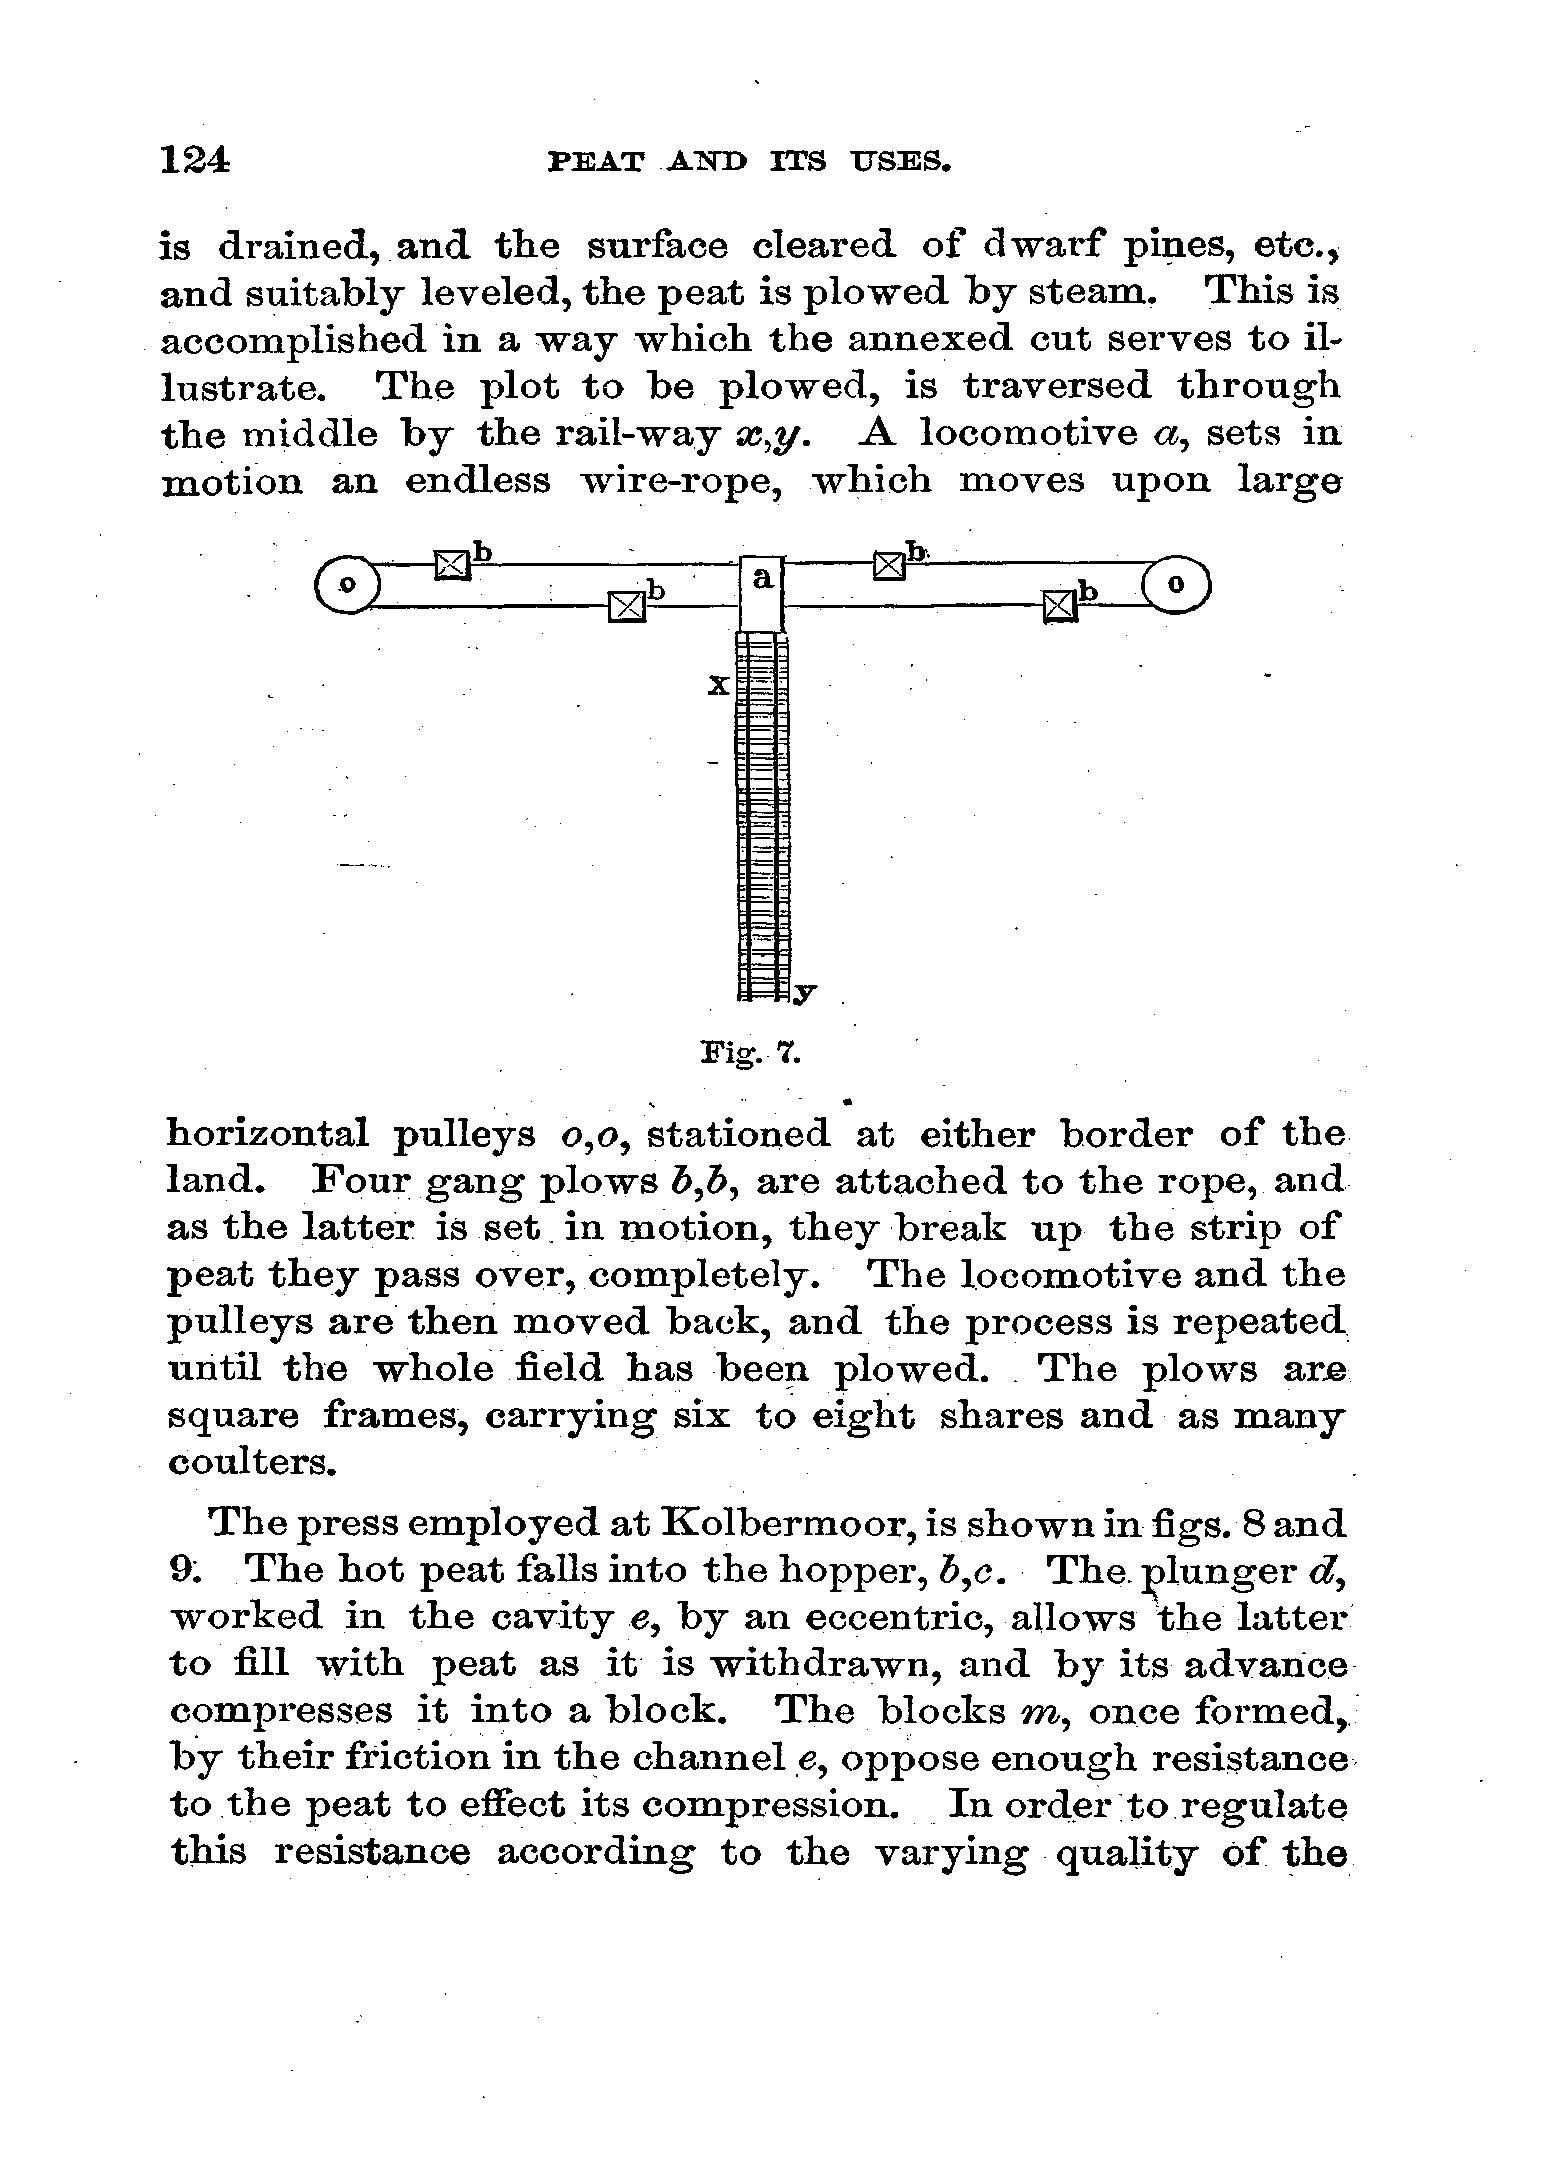 124 PEAT AND ITS USES.
is drained, and the surface cleared of dwarf pines, etc.,
and suitably leveled, the peat is plowed by steam. This is
accomplished in a way which the annexed cut serves to il-
lustrate. The plot to be plowed, is traversed through
the middle by the rail-way x,y. A locomotive a, sets in
motion an endless wire-rope, which moves upon large
b b
o a o
b b
x
y
Fig. 7.
horizontal pulleys o,o, stationed at either border of the
land. Four gang plows b,b, are attached to the rope, and
as the latter is set in motion, they break up the strip of
peat they pass over, completely. The locomotive and the
pulleys are then moved back, and the process is repeated
until the whole field has been plowed. The plows are
square frames, carrying six to eight shares and as many
coulters.
The press employed at Kolbermoor, is shown in figs. 8 and
9. The hot peat falls into the hopper, b,c. The plunger d,
worked in the cavity e, by an eccentric, allows the latter
to fill with peat as it is withdrawn, and by its advance
compresses it into a block. The blocks m, once formed,
by their friction in the channel e, oppose enough resistance
to the peat to effect its compression. In order to regulate
this resistance according to the varying quality of the